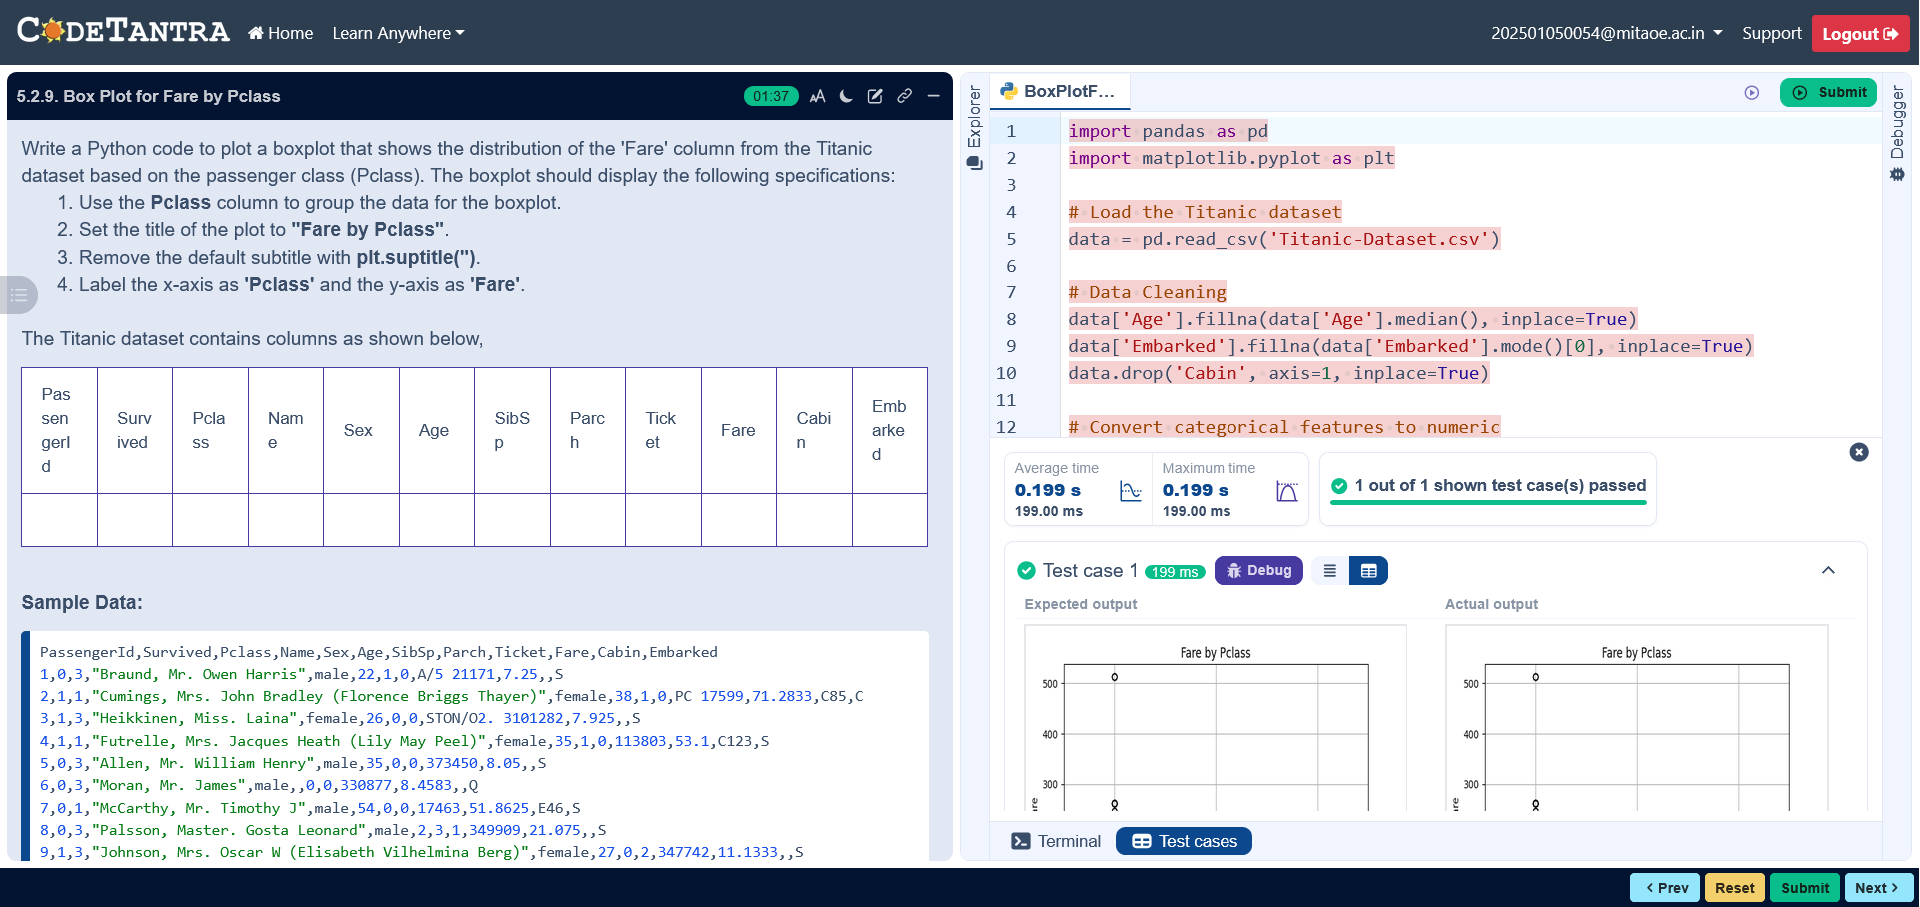 CODETANTRA Home Learn Anywhere 202501050054@mitaoe.ac.in Support Logout
5.2.9. Box Plot for Fare by Pclass 01:37 AA
Write a Python code to plot a boxplot that shows the distribution of the 'Fare' column from the Titanic
dataset based on the passenger class (Pclass). The boxplot should display the following specifications:
1. Use the Pclass column to group the data for the boxplot.
2. Set the title of the plot to "Fare by Pclass".
3. Remove the default subtitle with plt.suptitle('').
4. Label the x-axis as 'Pclass' and the y-axis as 'Fare'.
The Titanic dataset contains columns as shown below,
Pas
sen
gerI
d
Surv
ived
Pcla
ss
Nam
e
Sex
Age
SibS
p
Parc
h
Tick
et
Fare
Cabi
n
Emb
arke
d
Sample Data:
PassengerId,Survived,Pclass,Name,Sex,Age,SibSp,Parch,Ticket,Fare,Cabin,Embarked
1,0,3,"Braund, Mr. Owen Harris",male,22,1,0,A/5 21171,7.25,,S
2,1,1,"Cumings, Mrs. John Bradley (Florence Briggs Thayer)",female,38,1,0,PC 17599,71.2833,C85,C
3,1,3,"Heikkinen, Miss. Laina",female,26,0,0,STON/O2. 3101282,7.925,,S
4,1,1,"Futrelle, Mrs. Jacques Heath (Lily May Peel)",female,35,1,0,113803,53.1,C123,S
5,0,3,"Allen, Mr. William Henry",male,35,0,0,373450,8.05,,S
6,0,3,"Moran, Mr. James",male,,0,0,330877,8.4583,,Q
7,0,1,"McCarthy, Mr. Timothy J",male,54,0,0,17463,51.8625,E46,S
8,0,3,"Palsson, Master. Gosta Leonard",male,2,3,1,349909,21.075,,S
9,1,3,"Johnson, Mrs. Oscar W (Elisabeth Vilhelmina Berg)",female,27,0,2,347742,11.1333,,S
Explorer
BoxPlotF...
Submit
Debugger
1 import pandas as pd
2 import matplotlib.pyplot as plt
3
4 # Load the Titanic dataset
5 data = pd.read_csv('Titanic-Dataset.csv')
6
7 # Data Cleaning
8 data['Age'].fillna(data['Age'].median(), inplace=True)
9 data['Embarked'].fillna(data['Embarked'].mode()[0], inplace=True)
10 data.drop('Cabin', axis=1, inplace=True)
11
12 # Convert categorical features to numeric
Average time
0.199 s
199.00 ms
Maximum time
0.199 s
199.00 ms
1 out of 1 shown test case(s) passed
Test case 1 199 ms Debug
Expected output
Actual output
Fare by Pclass
500
400
300
Fare by Pclass
500
400
300
Terminal Test cases
Prev Reset Submit Next